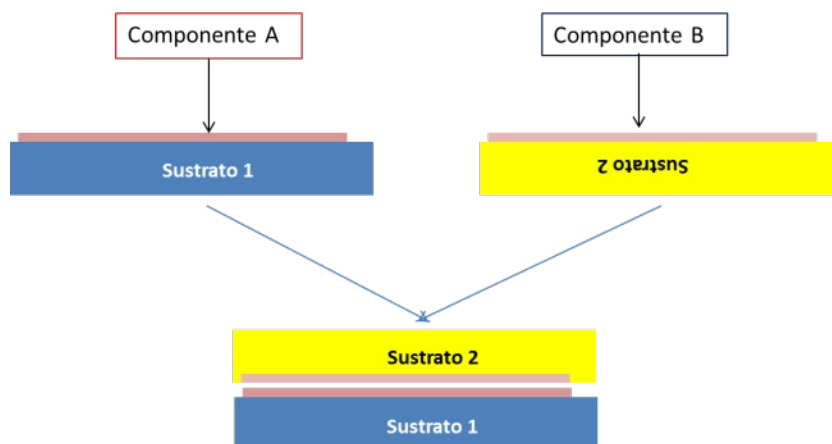 Componente A
Componente B
Sustrato 1
Sustrato 2
Sustrato 2
Sustrato 1